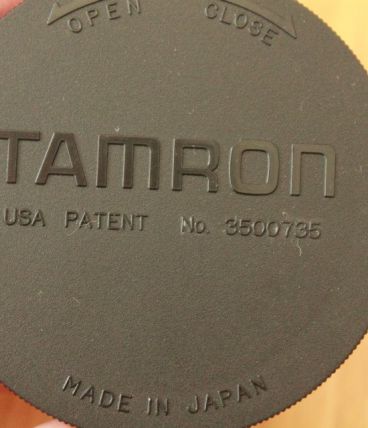 OPEN CLOSE
TAMRON
USA PATENT No. 3500735
MADE IN JAPAN